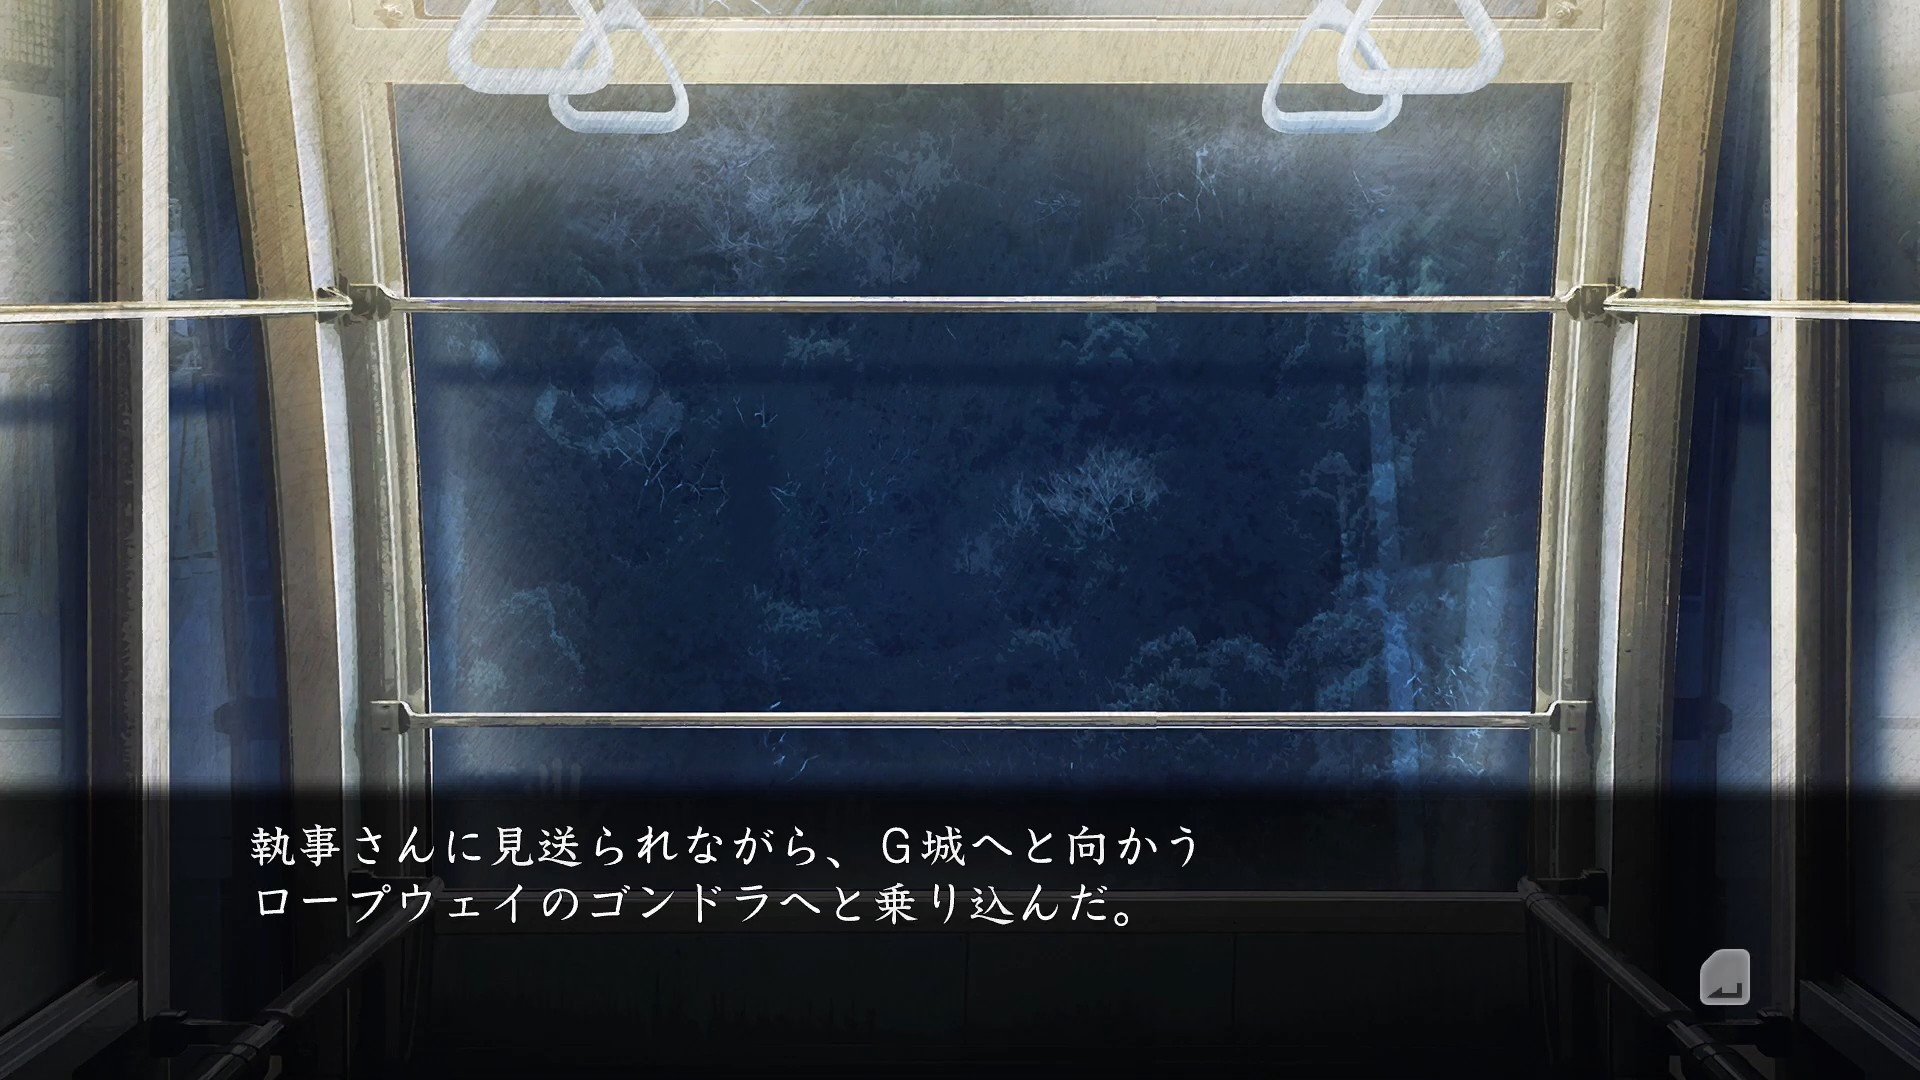 執事さんに見送られながら、Ｇ城へと向かう
ロープウェイのゴンドラへと乗り込んだ。